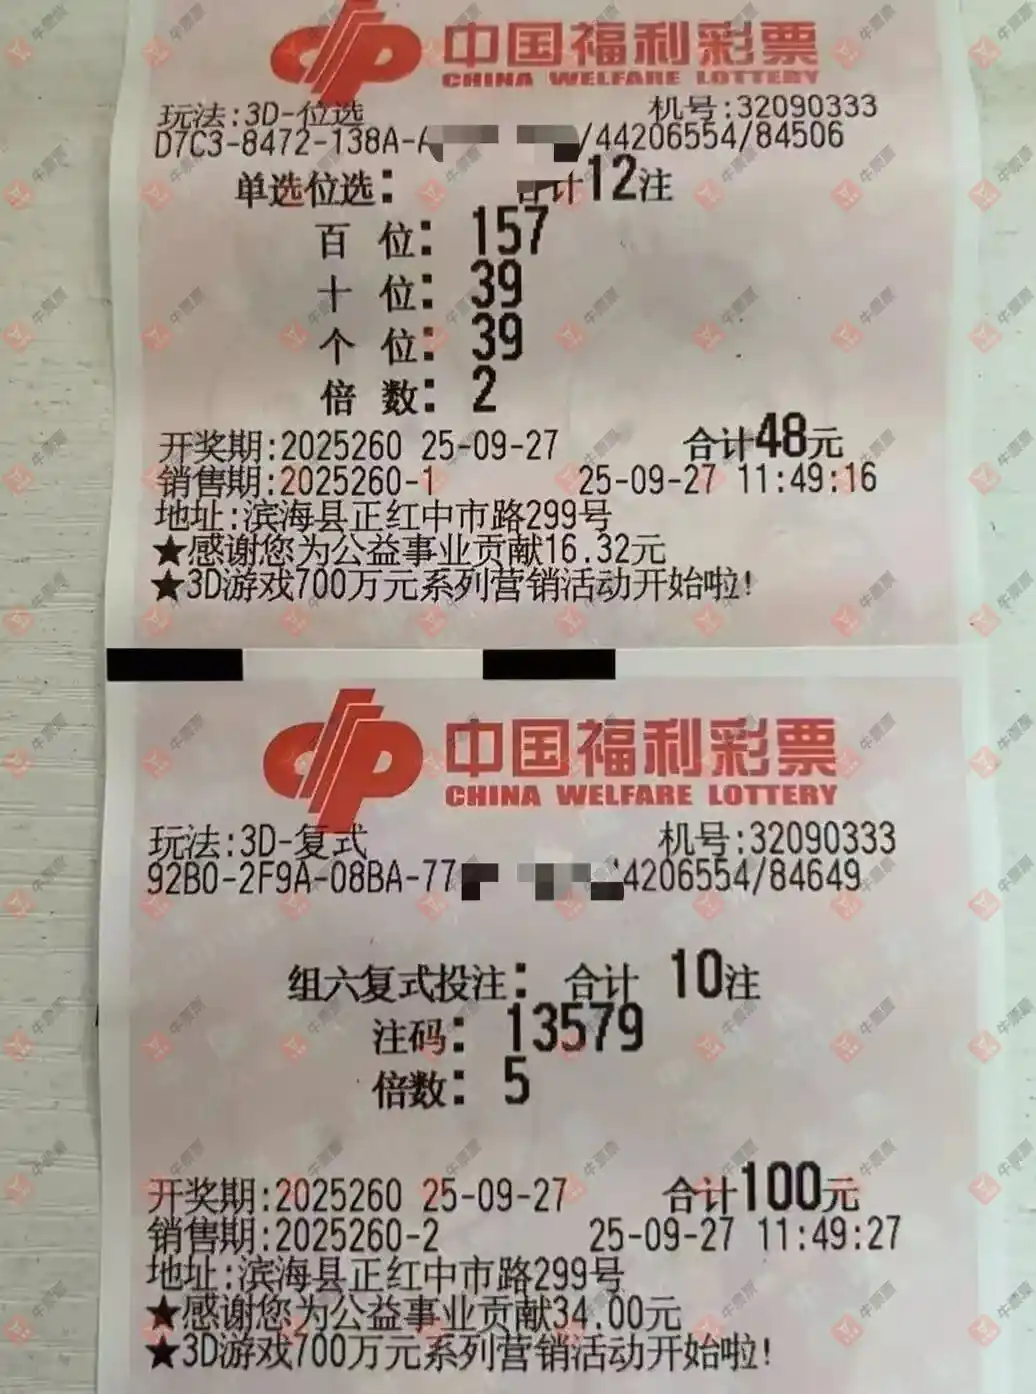 中国福利彩票
CHINA WELFARE LOTTERY
玩法:3D-位选 机号:32090333
D7C3-8472-138A- /44206554/84506
单选位选: 合计12注
百 位: 157
十 位: 39
个 位: 39
倍 数: 2
开奖期:2025260 25-09-27 合计48元
销售期:2025260-1 25-09-27 11:49:16
地址:滨海县正红中市路299号
★感谢您为公益事业贡献16.32元
★3D游戏700万元系列营销活动开始啦!
中国福利彩票
CHINA WELFARE LOTTERY
玩法:3D-复式 机号:32090333
92B0-2F9A-08BA-77 4206554/84649
组六复式投注: 合计 10注
注码: 13579
倍数: 5
开奖期:2025260 25-09-27 合计100元
销售期:2025260-2 25-09-27 11:49:27
地址:滨海县正红中市路299号
★感谢您为公益事业贡献34.00元
★3D游戏700万元系列营销活动开始啦!